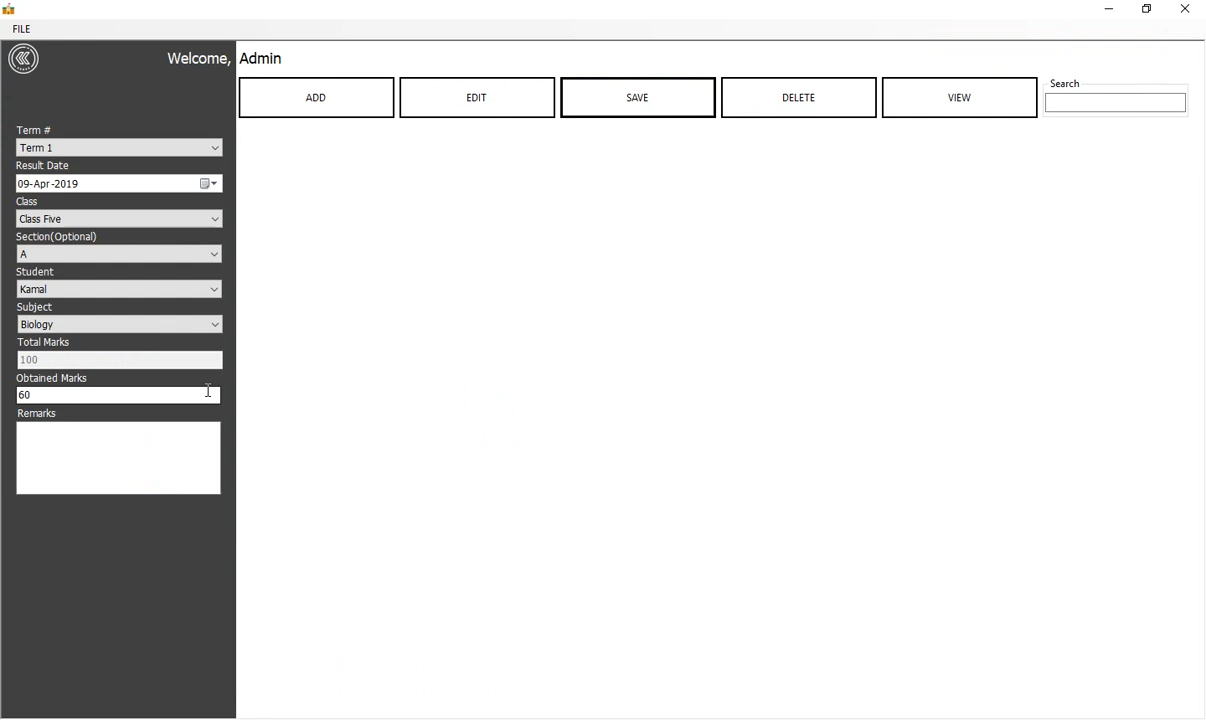 FILE
Welcome, Admin
ADD
EDIT
SAVE
DELETE
VIEW
Search
Term #
Term 1
Result Date
09-Apr-2019
Class
Class Five
Section(Optional)
A
Student
Kamal
Subject
Biology
Total Marks
100
Obtained Marks
60
Remarks